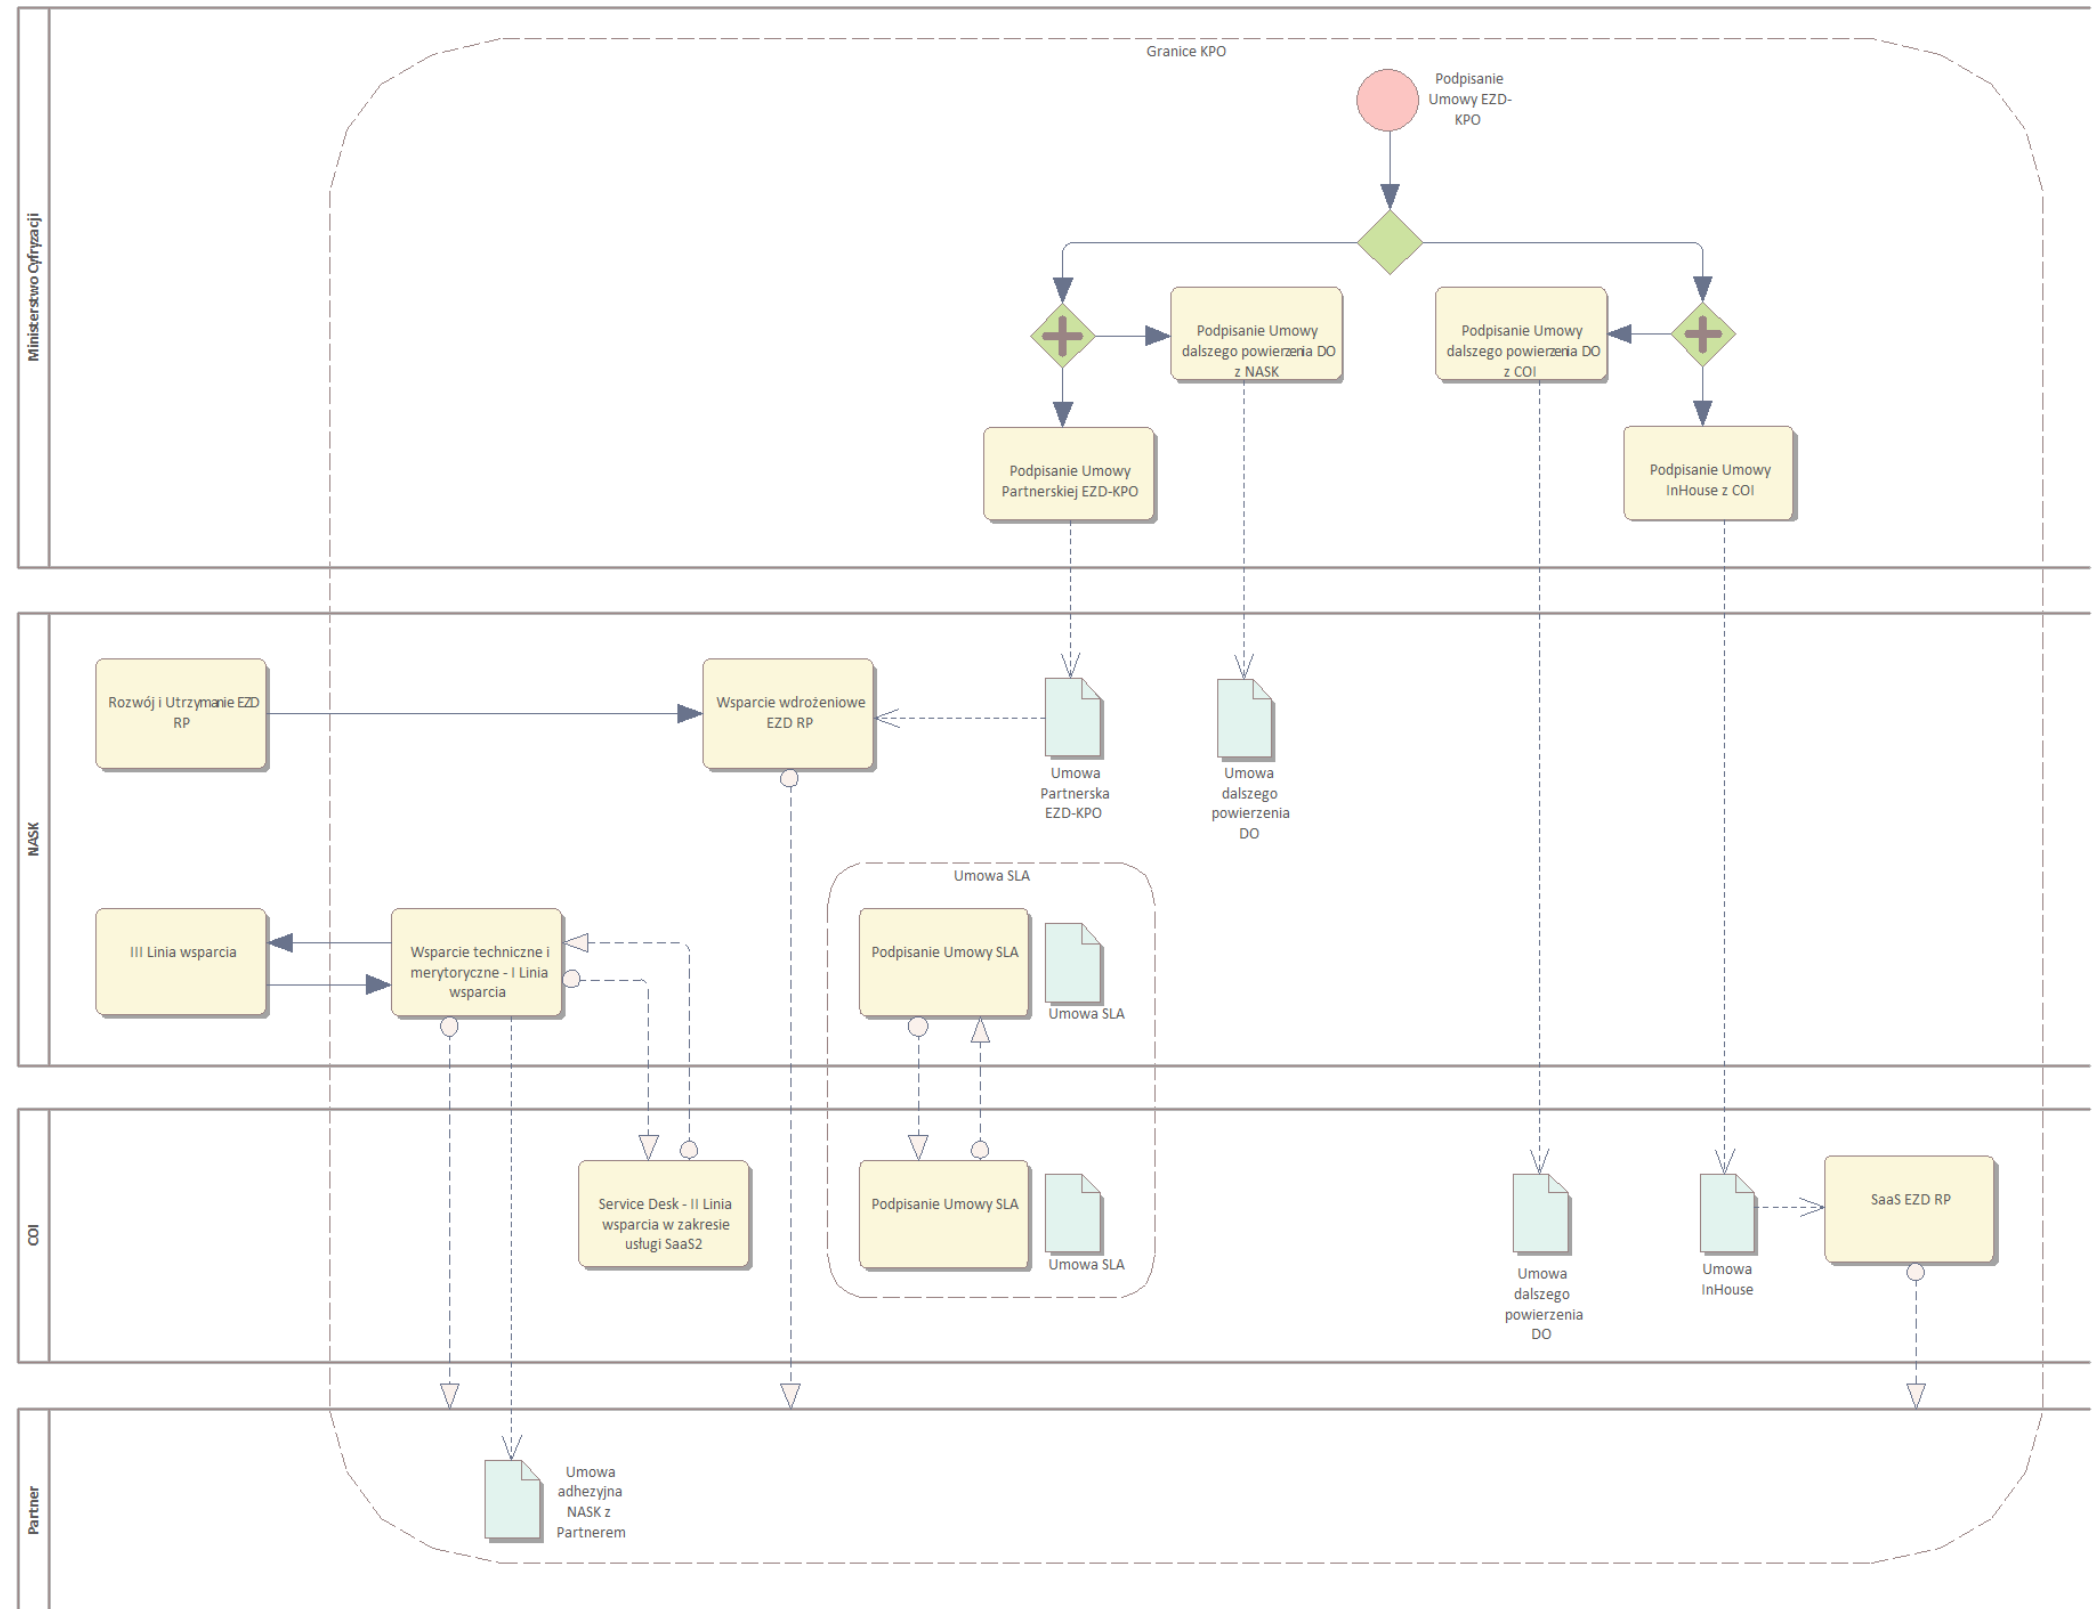 Granice KPO
Podpisanie
Umowy EZD-
KPO
Ministerstwo Cyfryzacji
Podpisanie Umowy
dalszego powierzenia DO
z NASK
Podpisanie Umowy
dalszego powierzenia DO
z COI
Podpisanie Umowy
Partnerskiej EZD-KPO
Podpisanie Umowy
InHouse z COI
NASK
Rozwój i Utrzymanie EZD
RP
Wsparcie wdrożeniowe
EZD RP
Umowa
Partnerska
EZD-KPO
Umowa
dalszego
powierzenia
DO
Umowa SLA
III Linia wsparcia
Wsparcie techniczne i
merytoryczne - I Linia
wsparcia
Podpisanie Umowy SLA
Umowa SLA
COI
Service Desk - II Linia
wsparcia w zakresie
usługi SaaS2
Podpisanie Umowy SLA
Umowa SLA
Umowa
dalszego
powierzenia
DO
Umowa
InHouse
SaaS EZD RP
Partner
Umowa
adhezyjna
NASK z
Partnerem